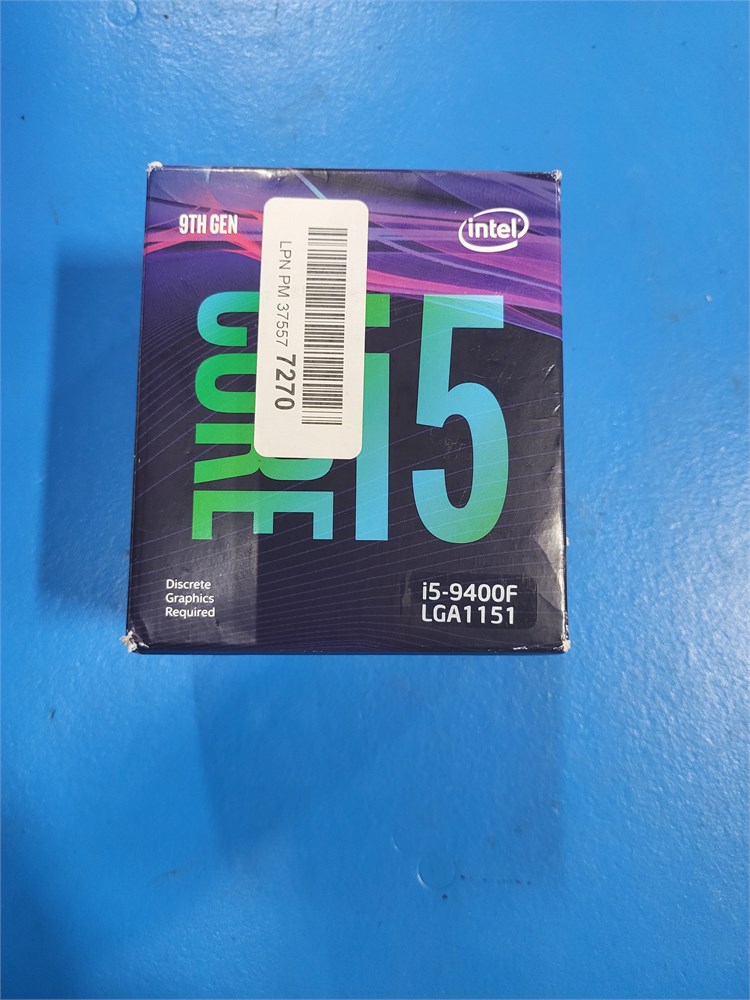 9TH GEN
intel
CORE i5
LPN PM 37557 7270
Discrete
Graphics
Required
i5-9400F
LGA1151